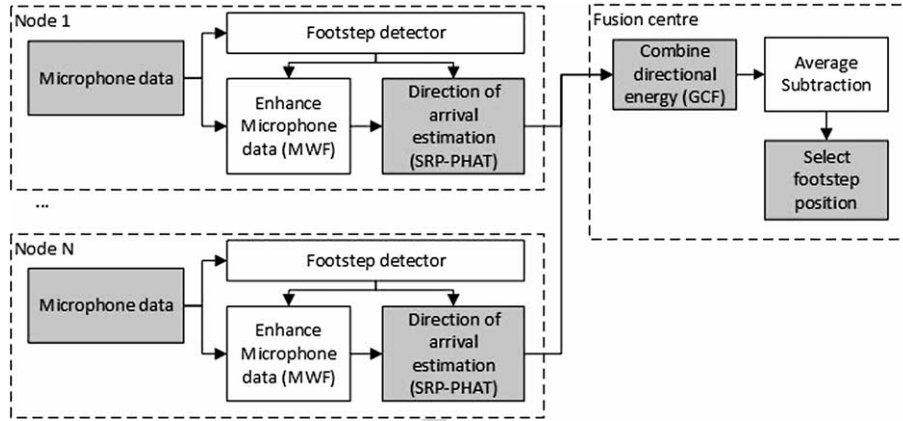 Node 1
Footstep detector
Microphone data
Enhance
Microphone
data (MWF)
Direction of
arrival
estimation
(SRP-PHAT)
...
Node N
Footstep detector
Microphone data
Enhance
Microphone
data (MWF)
Direction of
arrival
estimation
(SRP-PHAT)
Fusion centre
Combine
directional
energy (GCF)
Average
Subtraction
Select
footstep
position